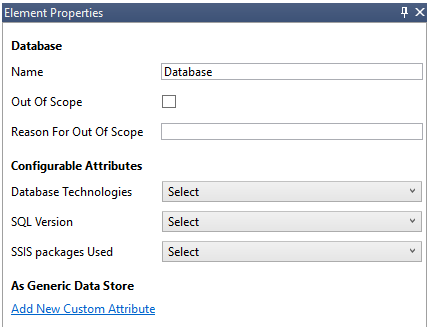 Element Properties
Database
Name Database
Out Of Scope
Reason For Out Of Scope
Configurable Attributes
Database Technologies Select
SQL Version Select
SSIS packages Used Select
As Generic Data Store
Add New Custom Attribute